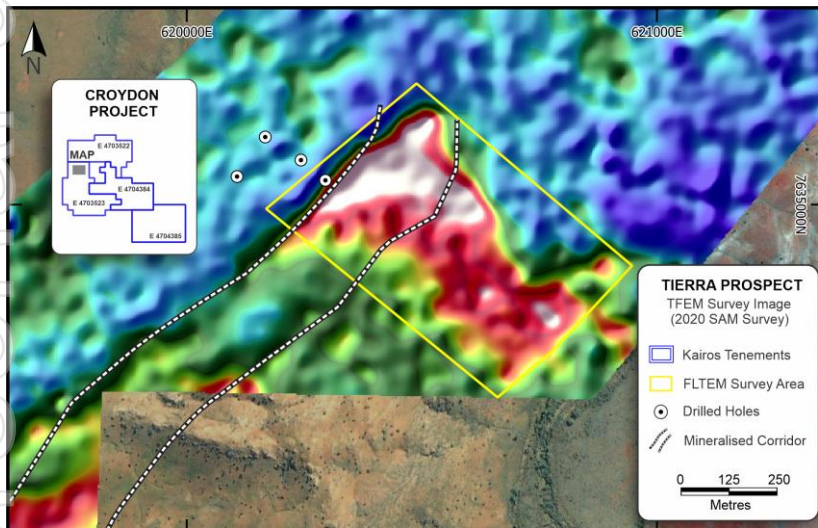 620000E
621000E
7635000N
N
CROYDON
PROJECT
E 4703522
MAP
E 4704384
E 4703523
E 4704385
TIERRA PROSPECT
TFEM Survey Image
(2020 SAM Survey)
Kairos Tenements
FLTEM Survey Area
Drilled Holes
Mineralised Corridor
0 125 250
Metres